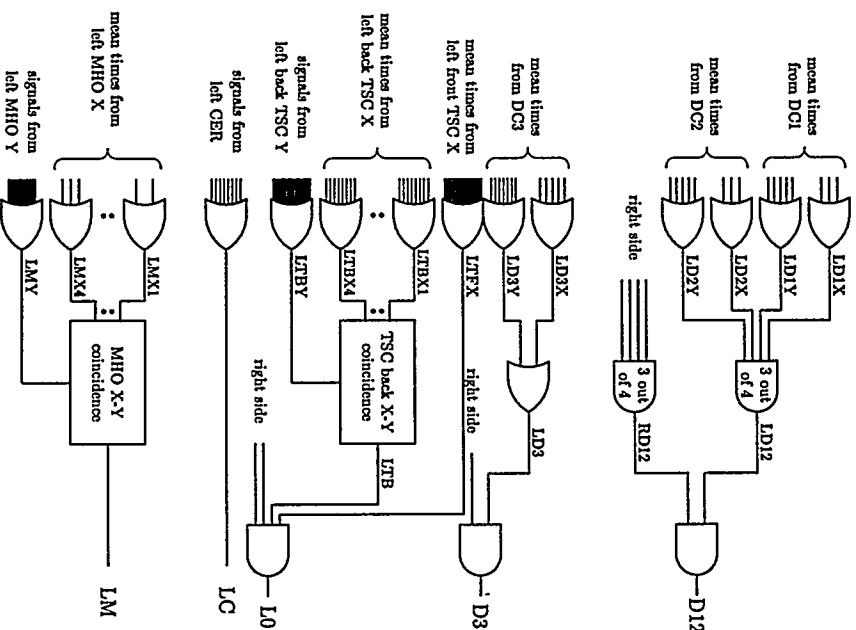 mean times
from DC1
mean times
from DC2
right side
LD1X
LD1Y
LD2X
LD2Y
3 out
of 4
3 out
of 4
LD12
RD12
D12
mean times
from DC3
mean times from
left front TSC X
mean times from
left back TSC X
signals from
left back TSC Y
signals from
left CER
LD3X
LD3Y
LTFX
LTBX1
LTBX4
LTBY
TSC back X-Y
coincidence
right side
right side
LD3
LTB
D3
L0
LC
mean times from
left MHO X
signals from
left MHO Y
LMX1
LMX4
LMY
MHO X-Y
coincidence
LM